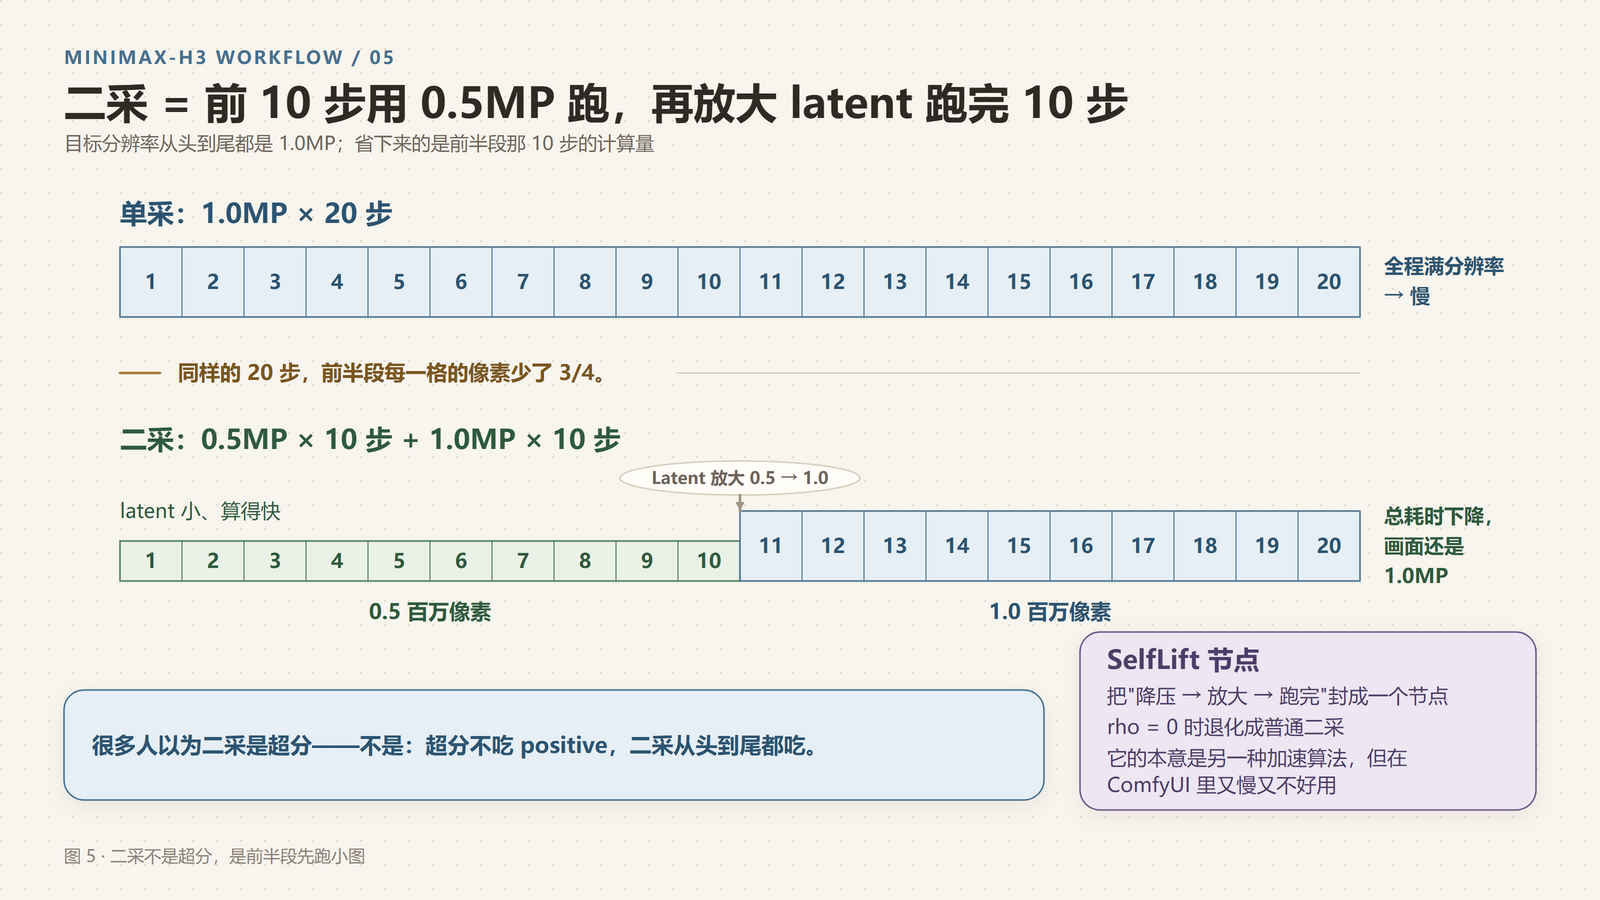 MINIMAX-H3 WORKFLOW / 05
二采 = 前 10 步用 0.5MP 跑，再放大 latent 跑完 10 步
目标分辨率从头到尾都是 1.0MP；省下来的是前半段那 10 步的计算量
单采：1.0MP × 20 步
1 2 3 4 5 6 7 8 9 10 11 12 13 14 15 16 17 18 19 20
全程满分辨率
→ 慢
同样的 20 步，前半段每一格的像素少了 3/4。
二采：0.5MP × 10 步 + 1.0MP × 10 步
Latent 放大 0.5 → 1.0
latent 小、算得快
1 2 3 4 5 6 7 8 9 10 11 12 13 14 15 16 17 18 19 20
总耗时下降，
画面还是
1.0MP
0.5 百万像素
1.0 百万像素
SelfLift 节点
把"降压 → 放大 → 跑完"封成一个节点
rho = 0 时退化成普通二采
它的本意是另一种加速算法，但在
ComfyUI 里又慢又不好用
很多人以为二采是超分——不是：超分不吃 positive，二采从头到尾都吃。
图 5 · 二采不是超分，是前半段先跑小图